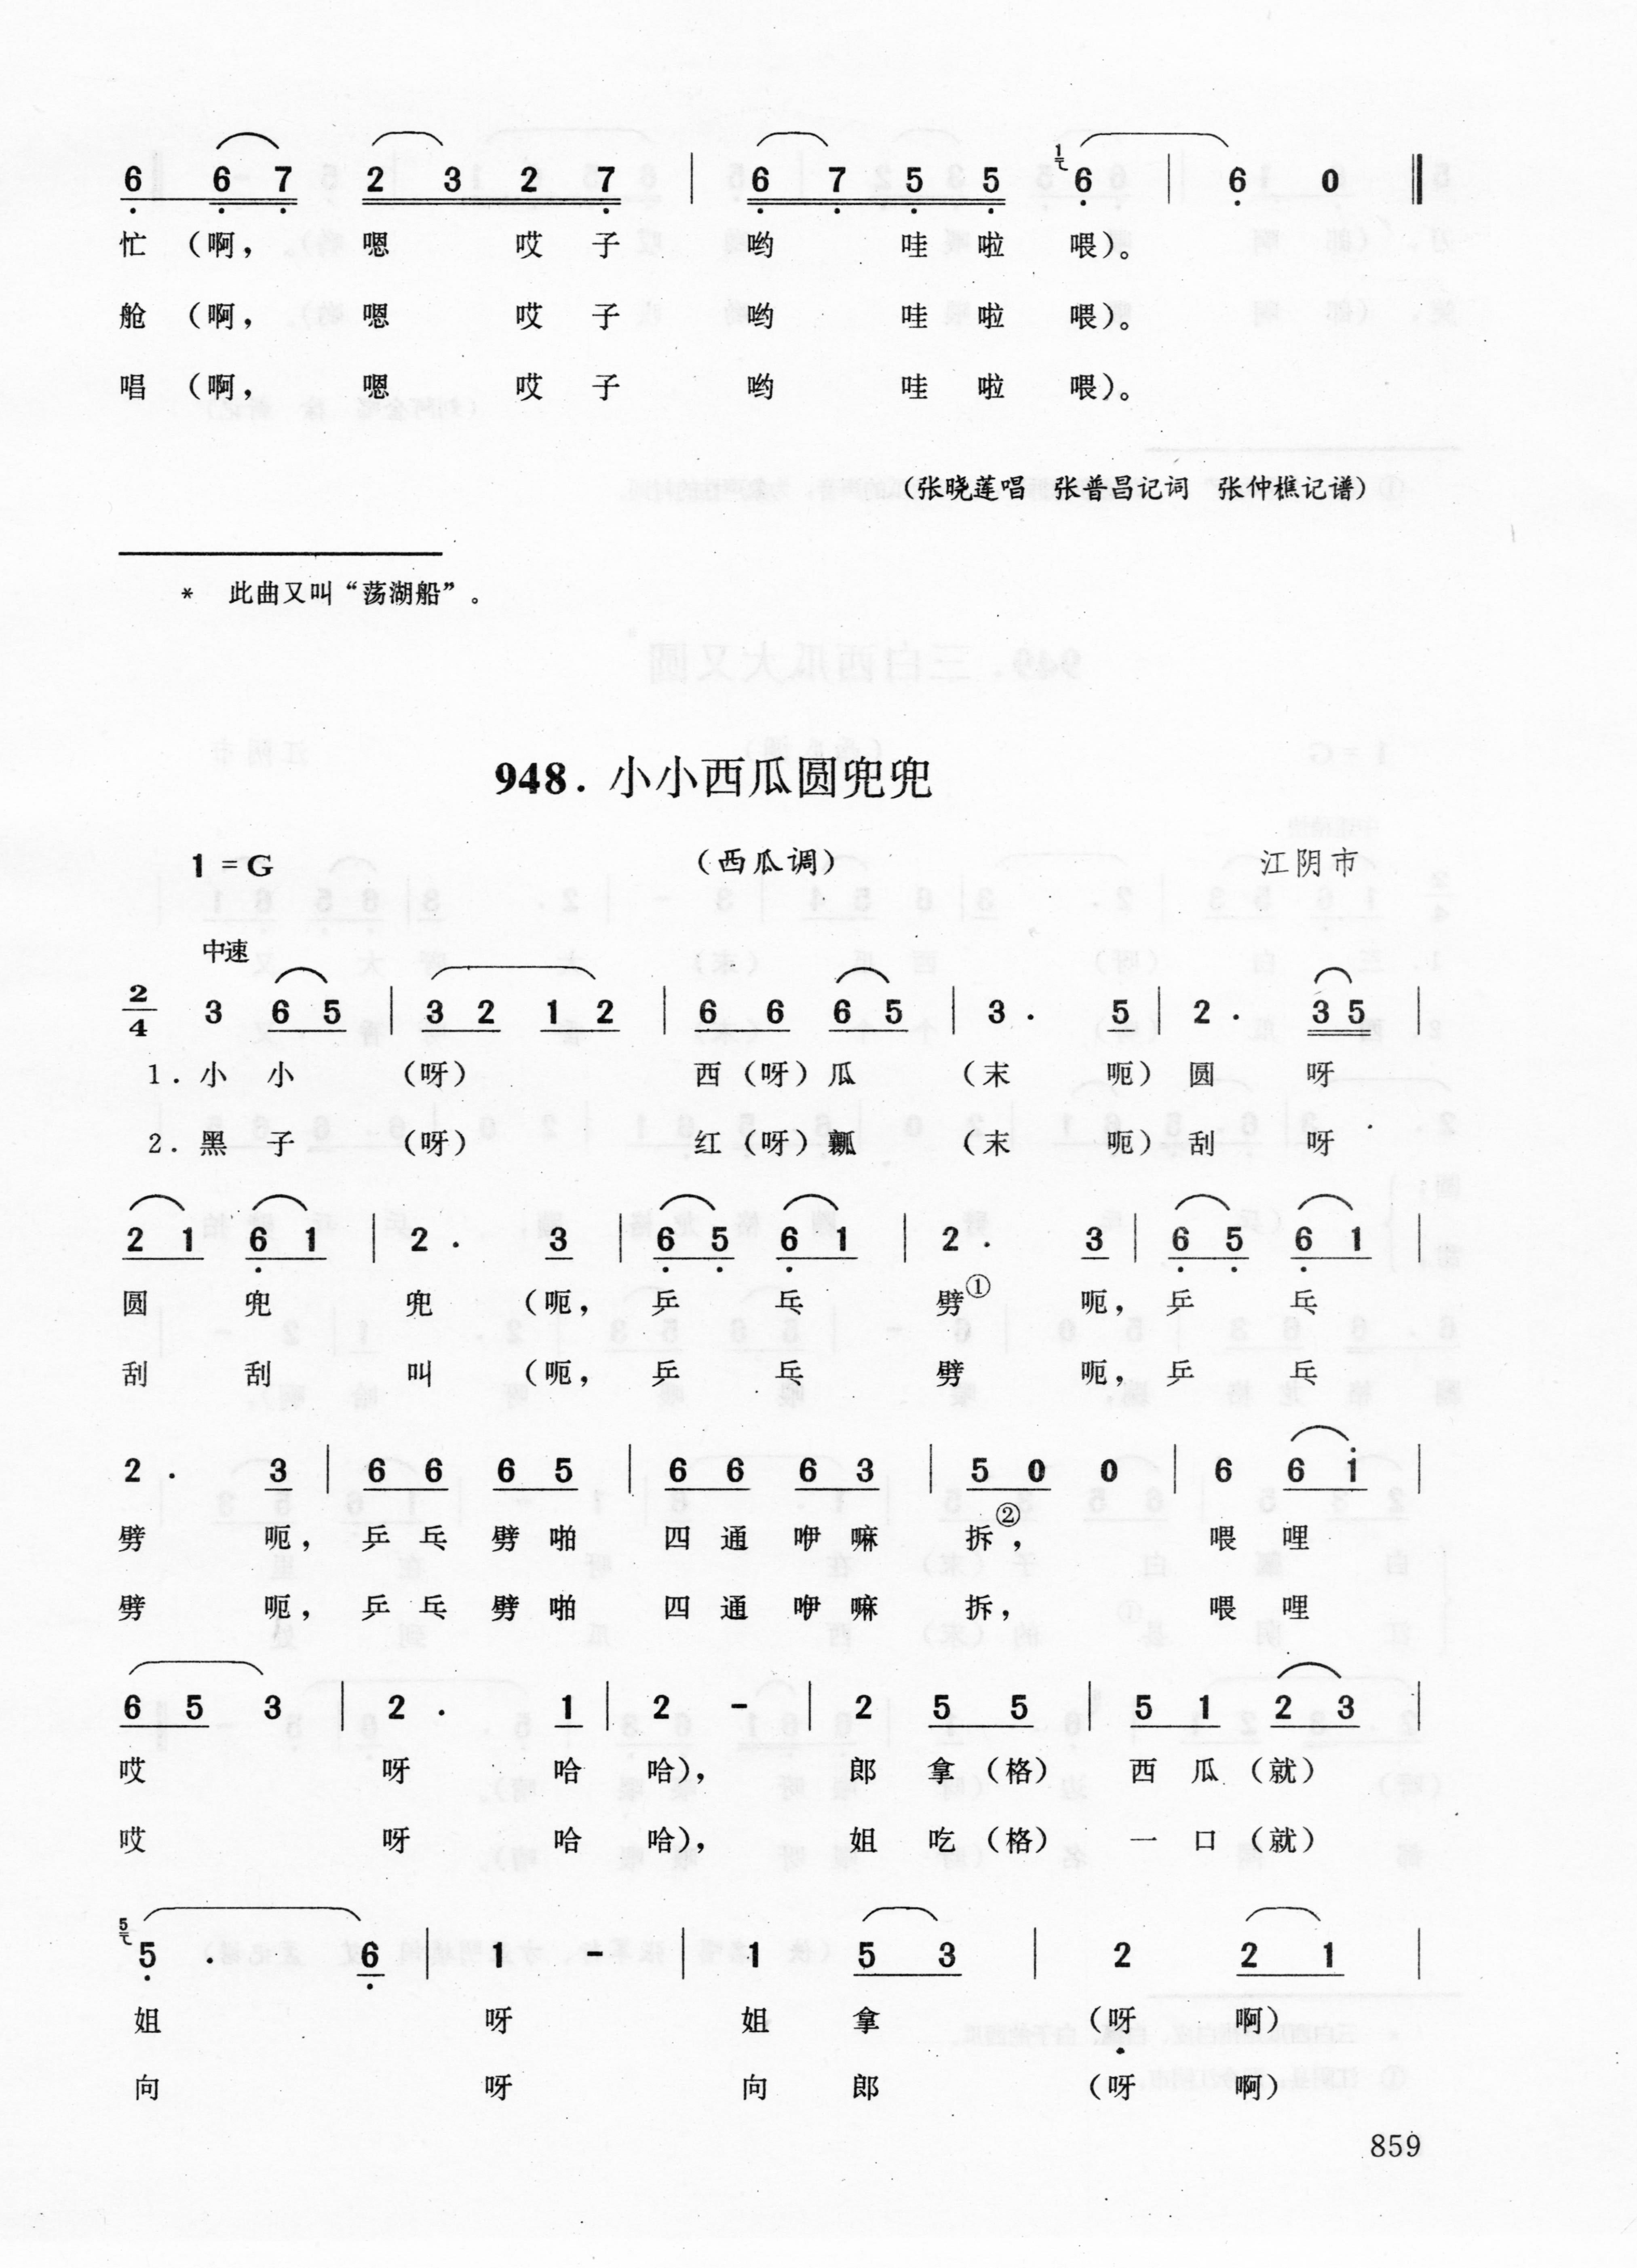 6 6 7 2 3 2 7 | 6 7 5 5 1 6 | 6 0 ‖
忙 (啊, 嗯 哎 子 哟 哇 啦 喂)。
舱 (啊, 嗯 哎 子 哟 哇 啦 喂)。
唱 (啊, 嗯 哎 子 哟 哇 啦 喂)。
(张晓莲唱 张普昌记词 张仲樵记谱)
* 此曲又叫“荡湖船”。
948. 小小西瓜圆兜兜
1 = G (西瓜调) 江阴市
中速
2/4 3 6 5 | 3 2 1 2 | 6 6 6 5 | 3 . 5 | 2 . 3 5 |
1. 小 小 (呀) 西 (呀) 瓜 (末 呃) 圆 呀
2. 黑 子 (呀) 红 (呀) 瓤 (末 呃) 刮 呀
2 1 6 1 | 2 . 3 | 6 5 6 1 | 2 . 3 | 6 5 6 1 |
圆 兜 兜 (呃, 乒 乓 劈① 呃, 乒 乓
刮 刮 叫 (呃, 乒 乓 劈 呃, 乒 乓
2 . 3 | 6 6 6 5 | 6 6 6 3 | 5 0 0 | 6 6 i |
劈 呃, 乒 乓 劈 啪 四 通 咿 嘛 拆②, 喂 哩
劈 呃, 乒 乓 劈 啪 四 通 咿 嘛 拆, 喂 哩
6 5 3 | 2 . 1 | 2 - | 2 5 5 | 5 1 2 3 |
哎 呀 哈 哈), 郎 拿 (格) 西 瓜 (就)
哎 呀 哈 哈), 姐 吃 (格) 一 口 (就)
5 5 . 6 | 1 - | 1 5 3 | 2 2 1 |
姐 呀 姐 拿 (呀 啊)
向 呀 向 郎 (呀 啊)
859